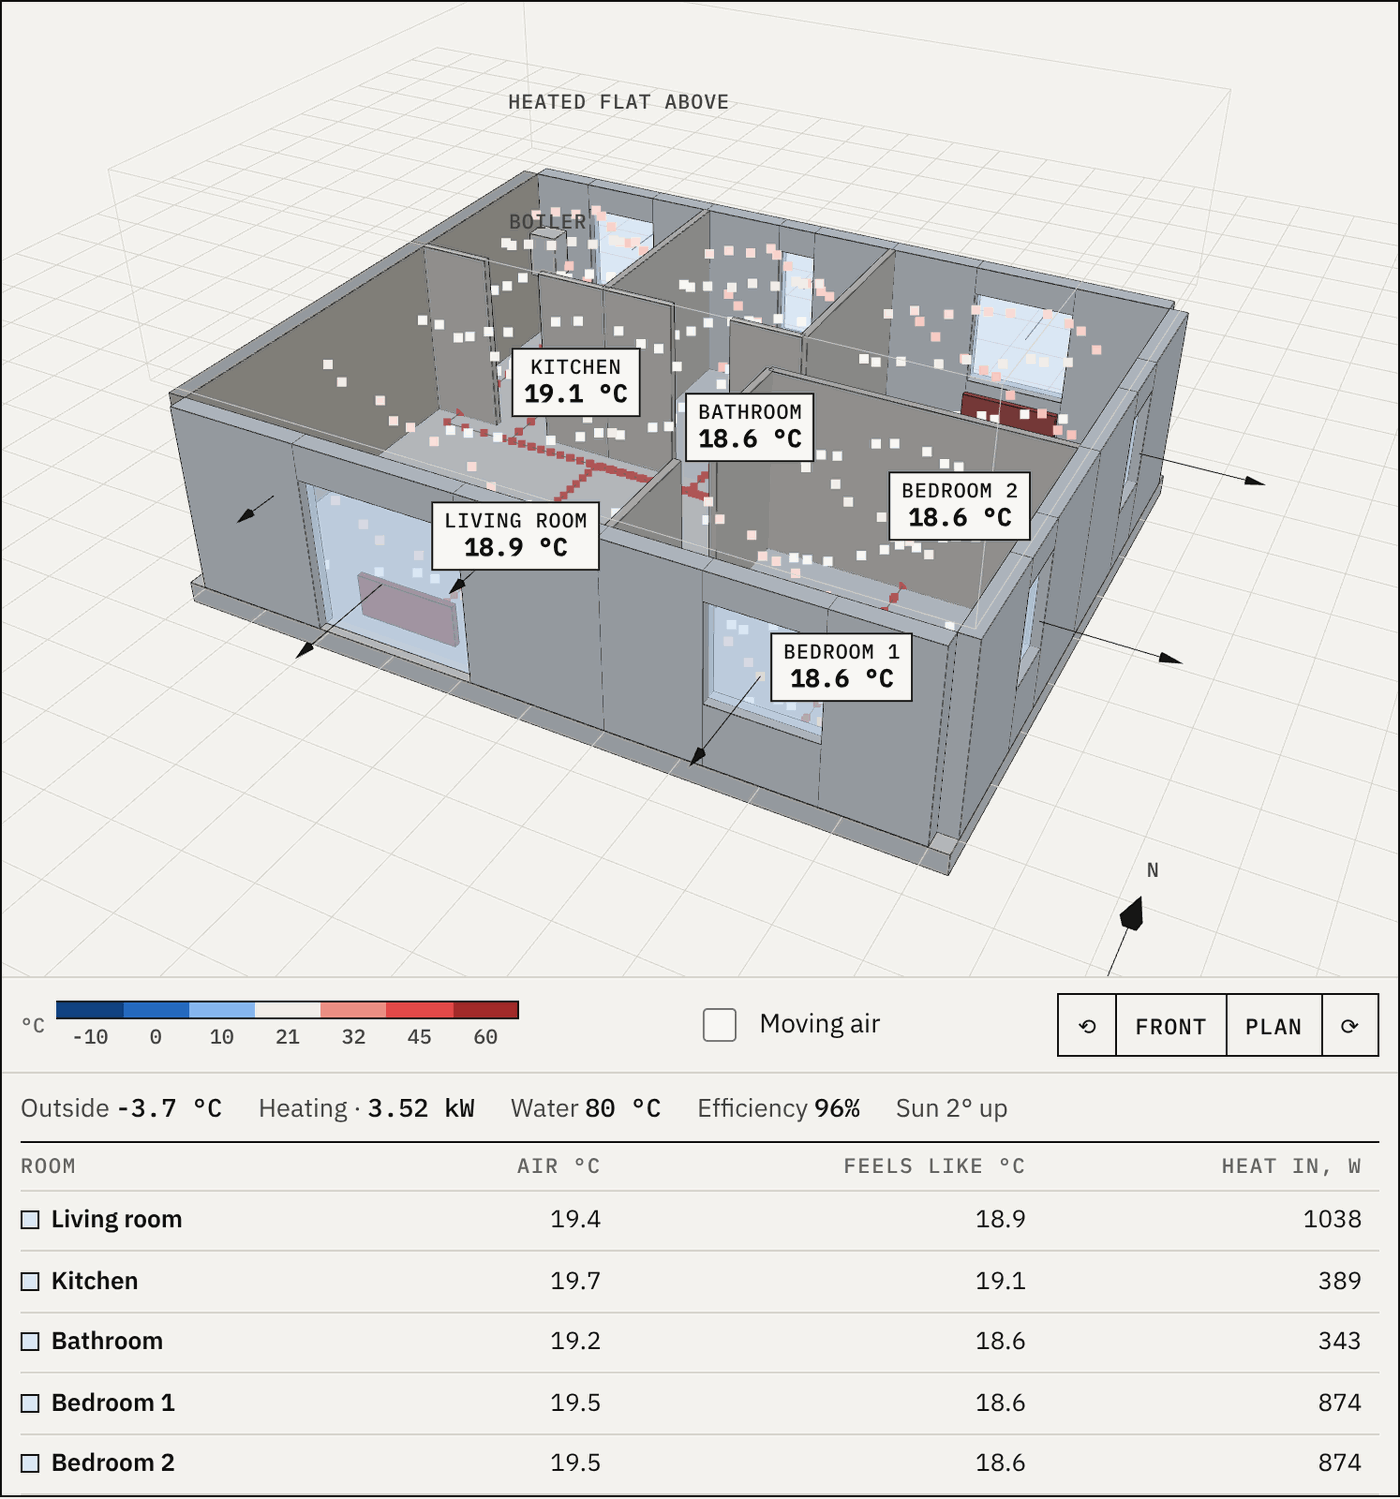 HEATED FLAT ABOVE
BOILER
KITCHEN
19.1 °C
BATHROOM
18.6 °C
BEDROOM 2
18.6 °C
LIVING ROOM
18.9 °C
BEDROOM 1
18.6 °C
N
°C -10 0 10 21 32 45 60
Moving air
⟲ FRONT PLAN ⟳
Outside -3.7 °C Heating · 3.52 kW Water 80 °C Efficiency 96% Sun 2° up
ROOM AIR °C FEELS LIKE °C HEAT IN, W
Living room 19.4 18.9 1038
Kitchen 19.7 19.1 389
Bathroom 19.2 18.6 343
Bedroom 1 19.5 18.6 874
Bedroom 2 19.5 18.6 874